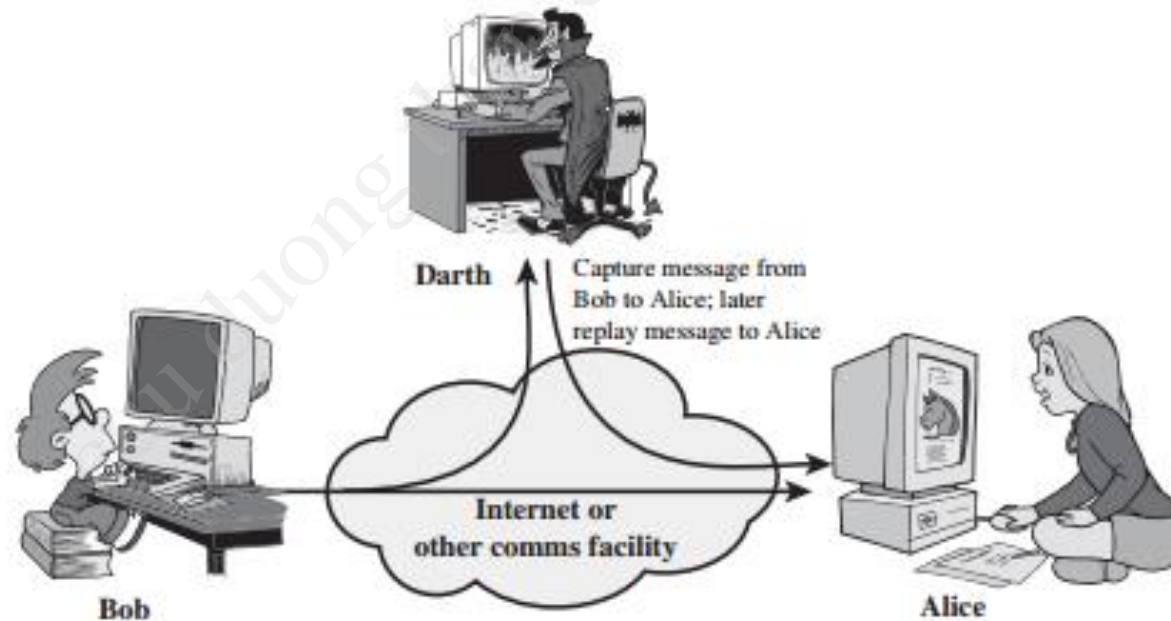 Darth
Capture message from
Bob to Alice; later
replay message to Alice
Internet or
other comms facility
Bob
Alice